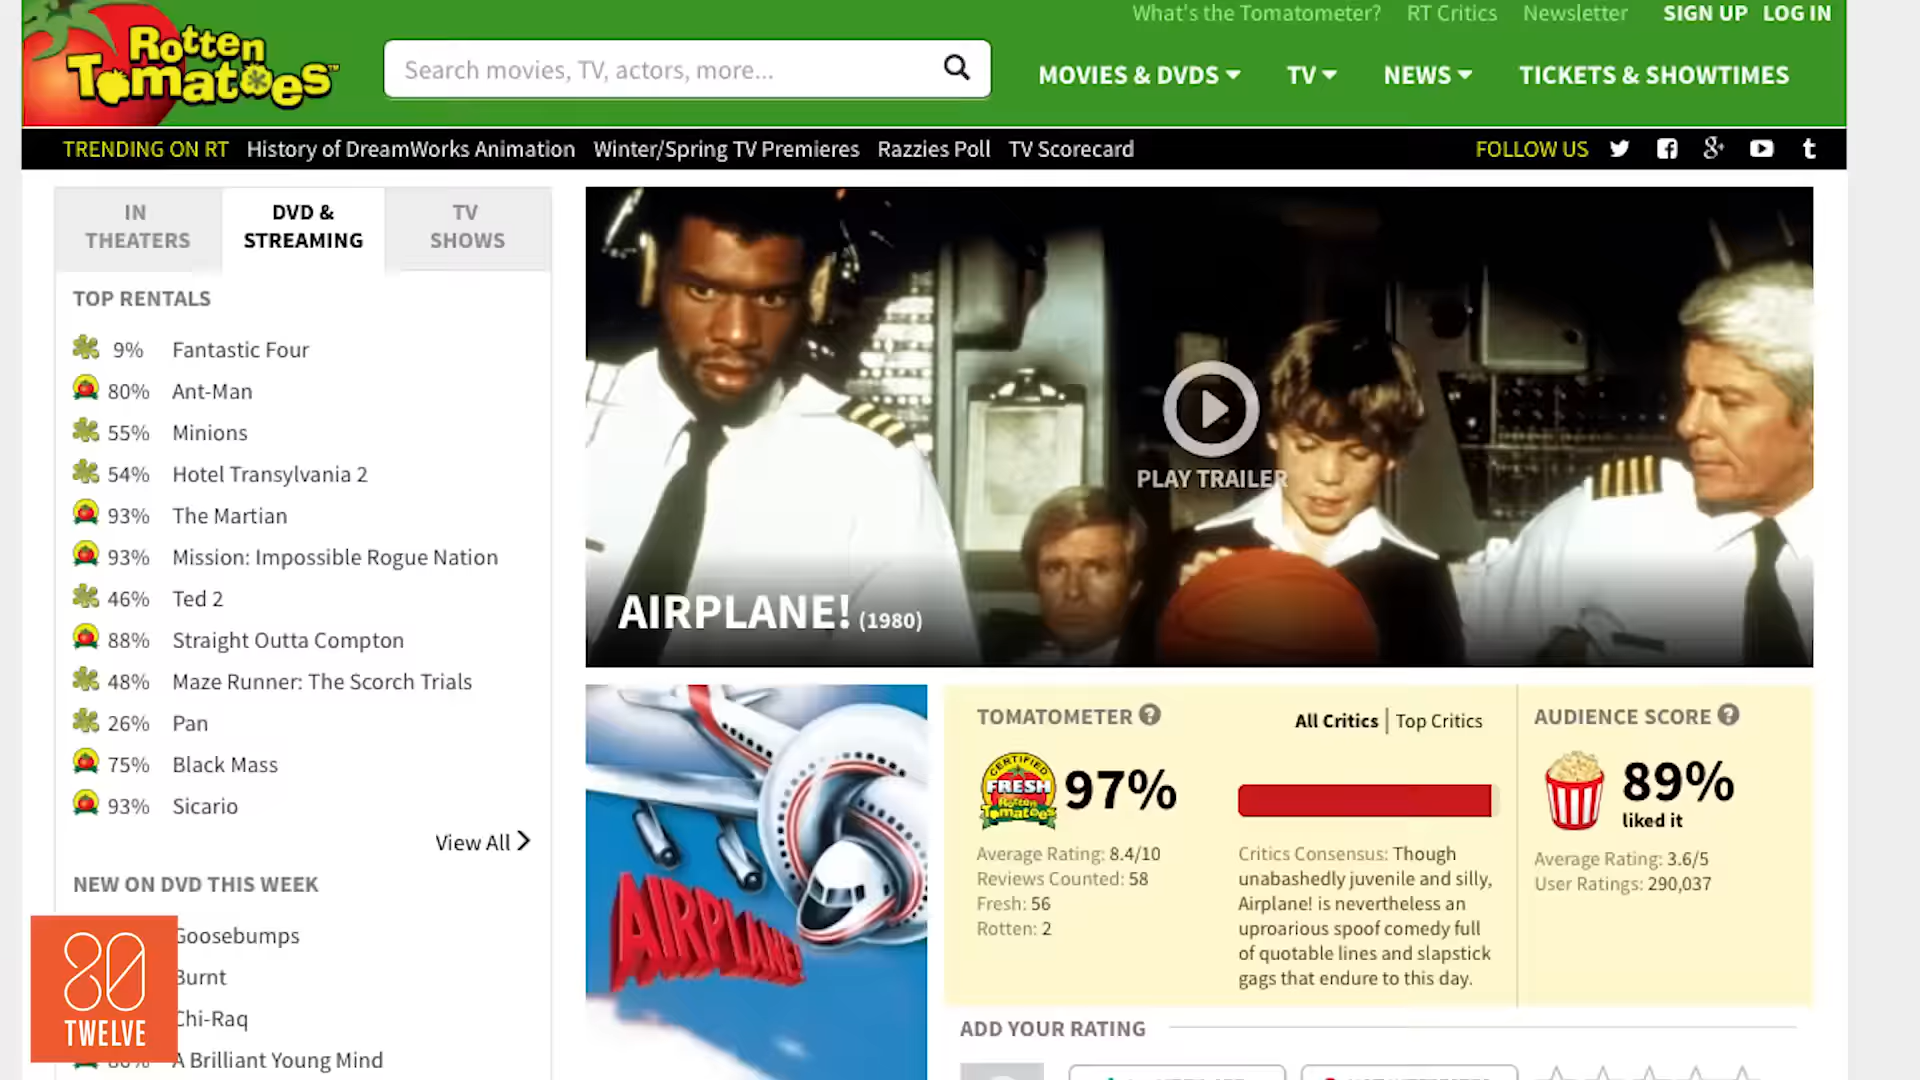 What's the Tomatometer? RT Critics Newsletter SIGN UP LOG IN
Rotten Tomatoes™
Search movies, TV, actors, more...
MOVIES & DVDS TV NEWS TICKETS & SHOWTIMES
TRENDING ON RT History of DreamWorks Animation Winter/Spring TV Premieres Razzies Poll TV Scorecard FOLLOW US
IN THEATERS
DVD & STREAMING
TV SHOWS
TOP RENTALS
9% Fantastic Four
80% Ant-Man
55% Minions
54% Hotel Transylvania 2
93% The Martian
93% Mission: Impossible Rogue Nation
46% Ted 2
88% Straight Outta Compton
48% Maze Runner: The Scorch Trials
26% Pan
75% Black Mass
93% Sicario
View All
NEW ON DVD THIS WEEK
Goosebumps
Burnt
Chi-Raq
A Brilliant Young Mind
80
TWELVE
PLAY TRAILER
AIRPLANE! (1980)
AIRPLANE!
TOMATOMETER ?
All Critics | Top Critics
CERTIFIED
FRESH
Rotten
Tomatoes
97%
Average Rating: 8.4/10
Reviews Counted: 58
Fresh: 56
Rotten: 2
Critics Consensus: Though
unabashedly juvenile and silly,
Airplane! is nevertheless an
uproarious spoof comedy full
of quotable lines and slapstick
gags that endure to this day.
AUDIENCE SCORE ?
89%
liked it
Average Rating: 3.6/5
User Ratings: 290,037
ADD YOUR RATING